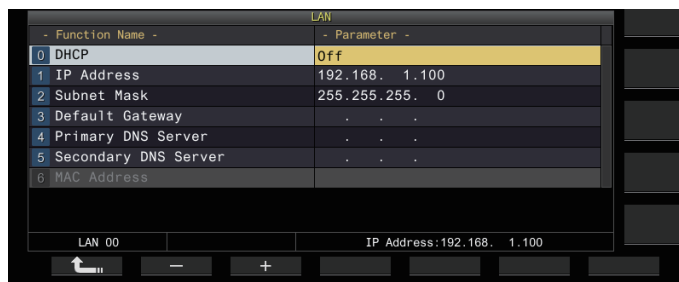 LAN
- Function Name - - Parameter -
0 DHCP Off
1 IP Address 192.168. 1.100
2 Subnet Mask 255.255.255. 0
3 Default Gateway . . .
4 Primary DNS Server . . .
5 Secondary DNS Server . . .
6 MAC Address
LAN 00 IP Address:192.168. 1.100
− +